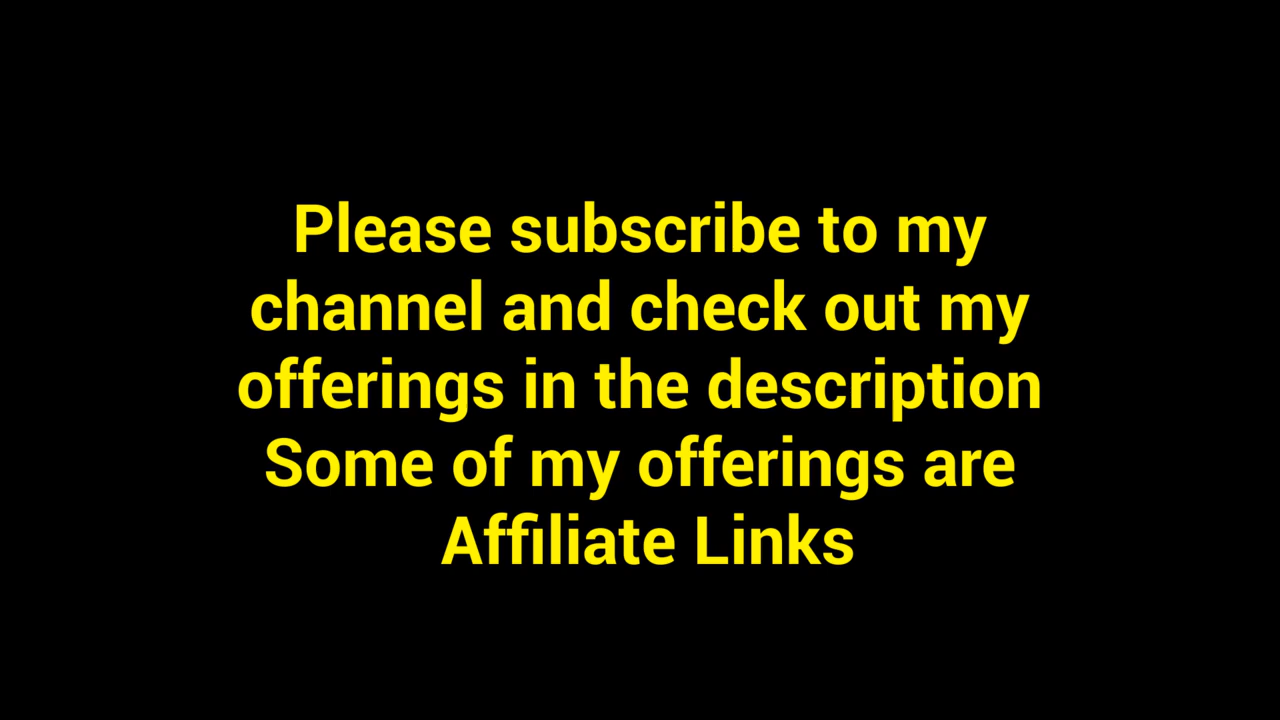 Please subscribe to my
channel and check out my
offerings in the description
Some of my offerings are
Affiliate Links